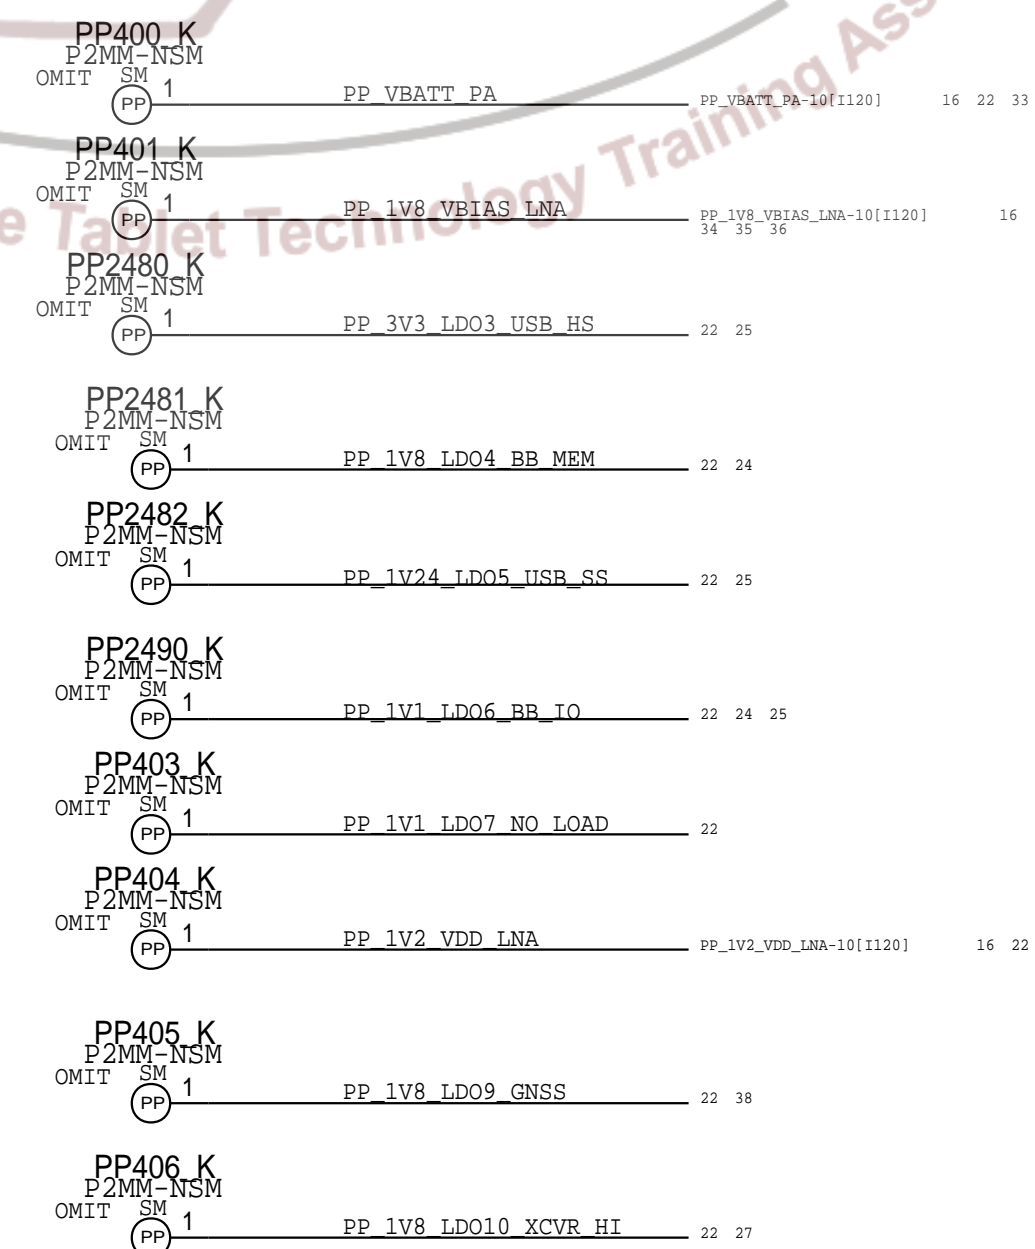 PP400_K
P2MM-NSM
OMIT SM 1
PP PP_VBATT_PA PP_VBATT_PA-10[I120] 16 22 33
PP401_K
P2MM-NSM
OMIT SM 1
PP PP_1V8_VBIAS_LNA PP_1V8_VBIAS_LNA-10[I120] 16
34 35 36
e Tablet Technology Training Ass
PP2480_K
P2MM-NSM
OMIT SM 1
PP PP_3V3_LDO3_USB_HS 22 25
PP2481_K
P2MM-NSM
OMIT SM 1
PP PP_1V8_LDO4_BB_MEM 22 24
PP2482_K
P2MM-NSM
OMIT SM 1
PP PP_1V24_LDO5_USB_SS 22 25
PP2490_K
P2MM-NSM
OMIT SM 1
PP PP_1V1_LDO6_BB_IO 22 24 25
PP403_K
P2MM-NSM
OMIT SM 1
PP PP_1V1_LDO7_NO_LOAD 22
PP404_K
P2MM-NSM
OMIT SM 1
PP PP_1V2_VDD_LNA PP_1V2_VDD_LNA-10[I120] 16 22
PP405_K
P2MM-NSM
OMIT SM 1
PP PP_1V8_LDO9_GNSS 22 38
PP406_K
P2MM-NSM
OMIT SM 1
PP PP_1V8_LDO10_XCVR_HI 22 27